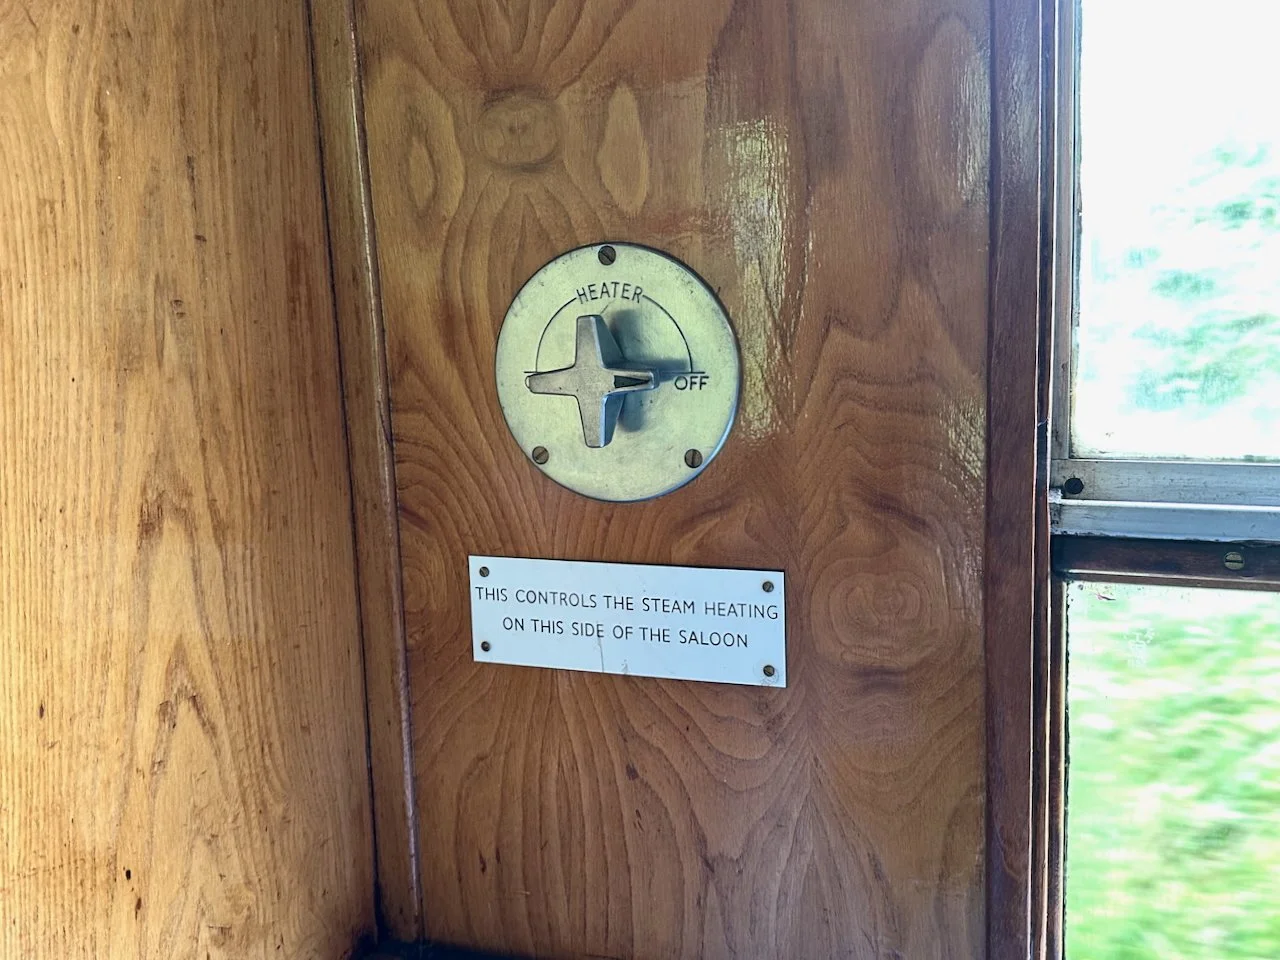 HEATER
OFF
THIS CONTROLS THE STEAM HEATING
ON THIS SIDE OF THE SALOON